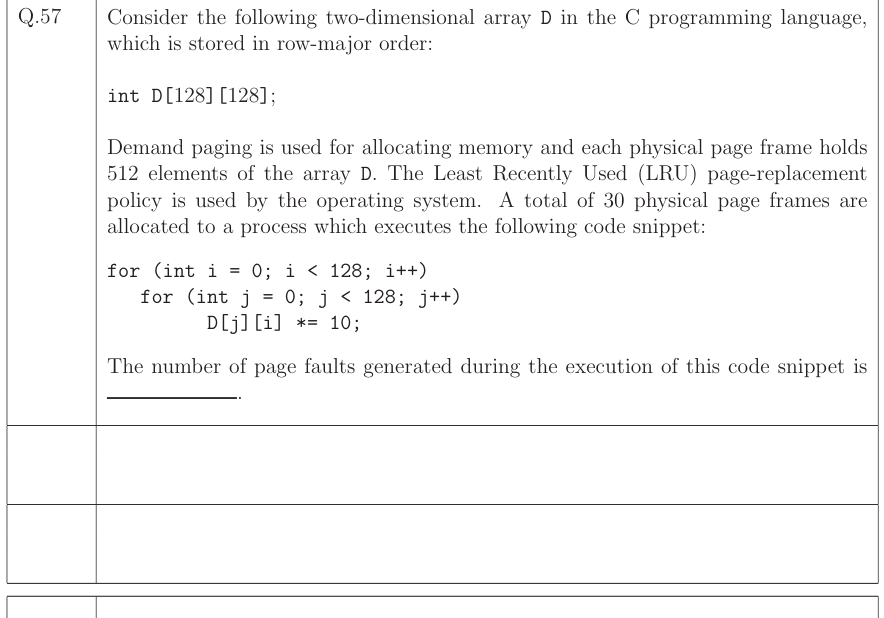 Q.57
Consider the following two-dimensional array D in the C programming language,
which is stored in row-major order:
int D[128][128];
Demand paging is used for allocating memory and each physical page frame holds
512 elements of the array D. The Least Recently Used (LRU) page-replacement
policy is used by the operating system. A total of 30 physical page frames are
allocated to a process which executes the following code snippet:
for (int i = 0; i < 128; i++)
for (int j = 0; j < 128; j++)
D[j][i] *= 10;
The number of page faults generated during the execution of this code snippet is
____________.